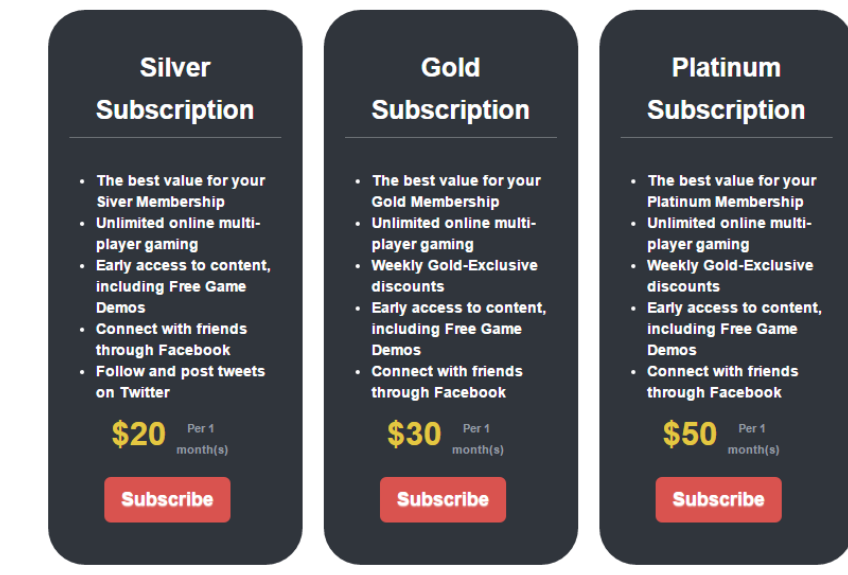 Silver
Subscription
The best value for your
Siver Membership
Unlimited online multi-
player gaming
Early access to content,
including Free Game
Demos
Connect with friends
through Facebook
Follow and post tweets
on Twitter
$20 Per 1
month(s)
Subscribe
Gold
Subscription
The best value for your
Gold Membership
Unlimited online multi-
player gaming
Weekly Gold-Exclusive
discounts
Early access to content,
including Free Game
Demos
Connect with friends
through Facebook
$30 Per 1
month(s)
Subscribe
Platinum
Subscription
The best value for your
Platinum Membership
Unlimited online multi-
player gaming
Weekly Gold-Exclusive
discounts
Early access to content,
including Free Game
Demos
Connect with friends
through Facebook
$50 Per 1
month(s)
Subscribe